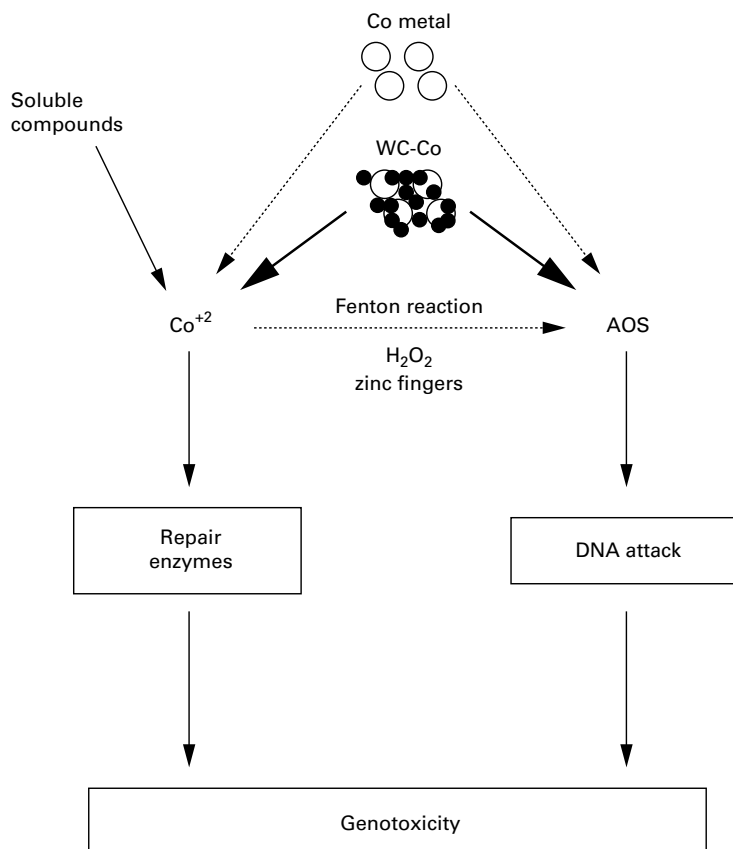 Co metal
Soluble
compounds
WC-Co
Fenton reaction
Co⁺²
AOS
H₂O₂
zinc fingers
Repair
enzymes
DNA attack
Genotoxicity